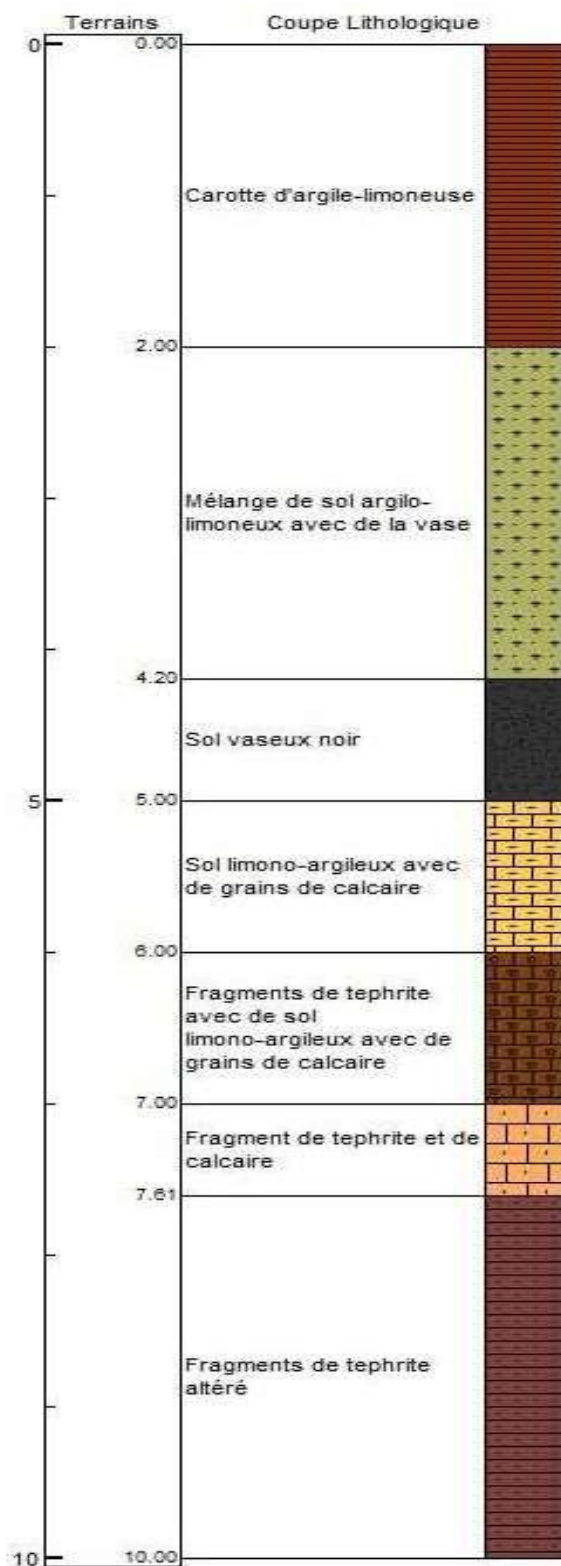 Terrains Coupe Lithologique
0 0.00
Carotte d'argile-limoneuse
2.00
Mélange de sol argilo-
limoneux avec de la vase
4.20
Sol vaseux noir
5 5.00
Sol limono-argileux avec
de grains de calcaire
6.00
Fragments de tephrite
avec de sol
limono-argileux avec de
grains de calcaire
7.00
Fragment de tephrite et de
calcaire
7.61
Fragments de tephrite
altéré
10 10.00